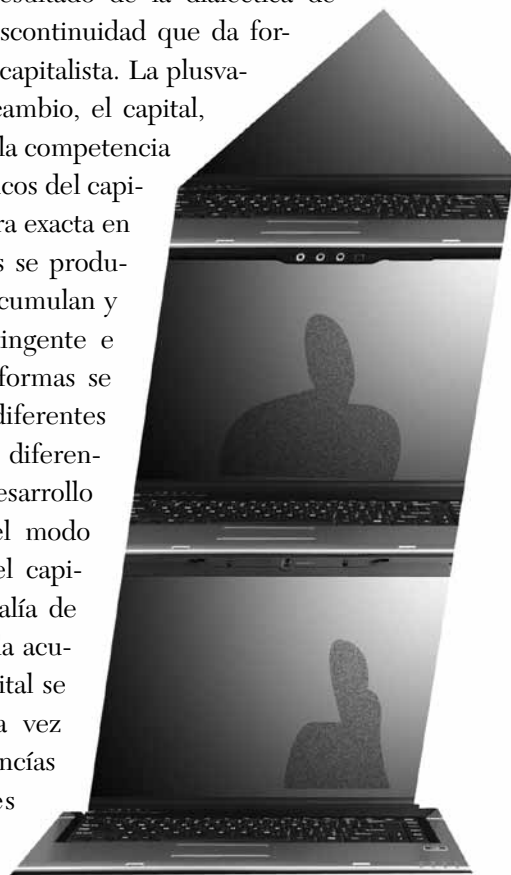 resultado de la dialéctica de
scontinuidad que da for-
capitalista. La plusva-
cambio, el capital,
la competencia
icos del capi-
ra exacta en
s se produ-
cumulan y
ingente e
formas se
diferentes
diferen-
esarrollo
el modo
el capi-
alía de
a acu-
ital se
a vez
ncías
es